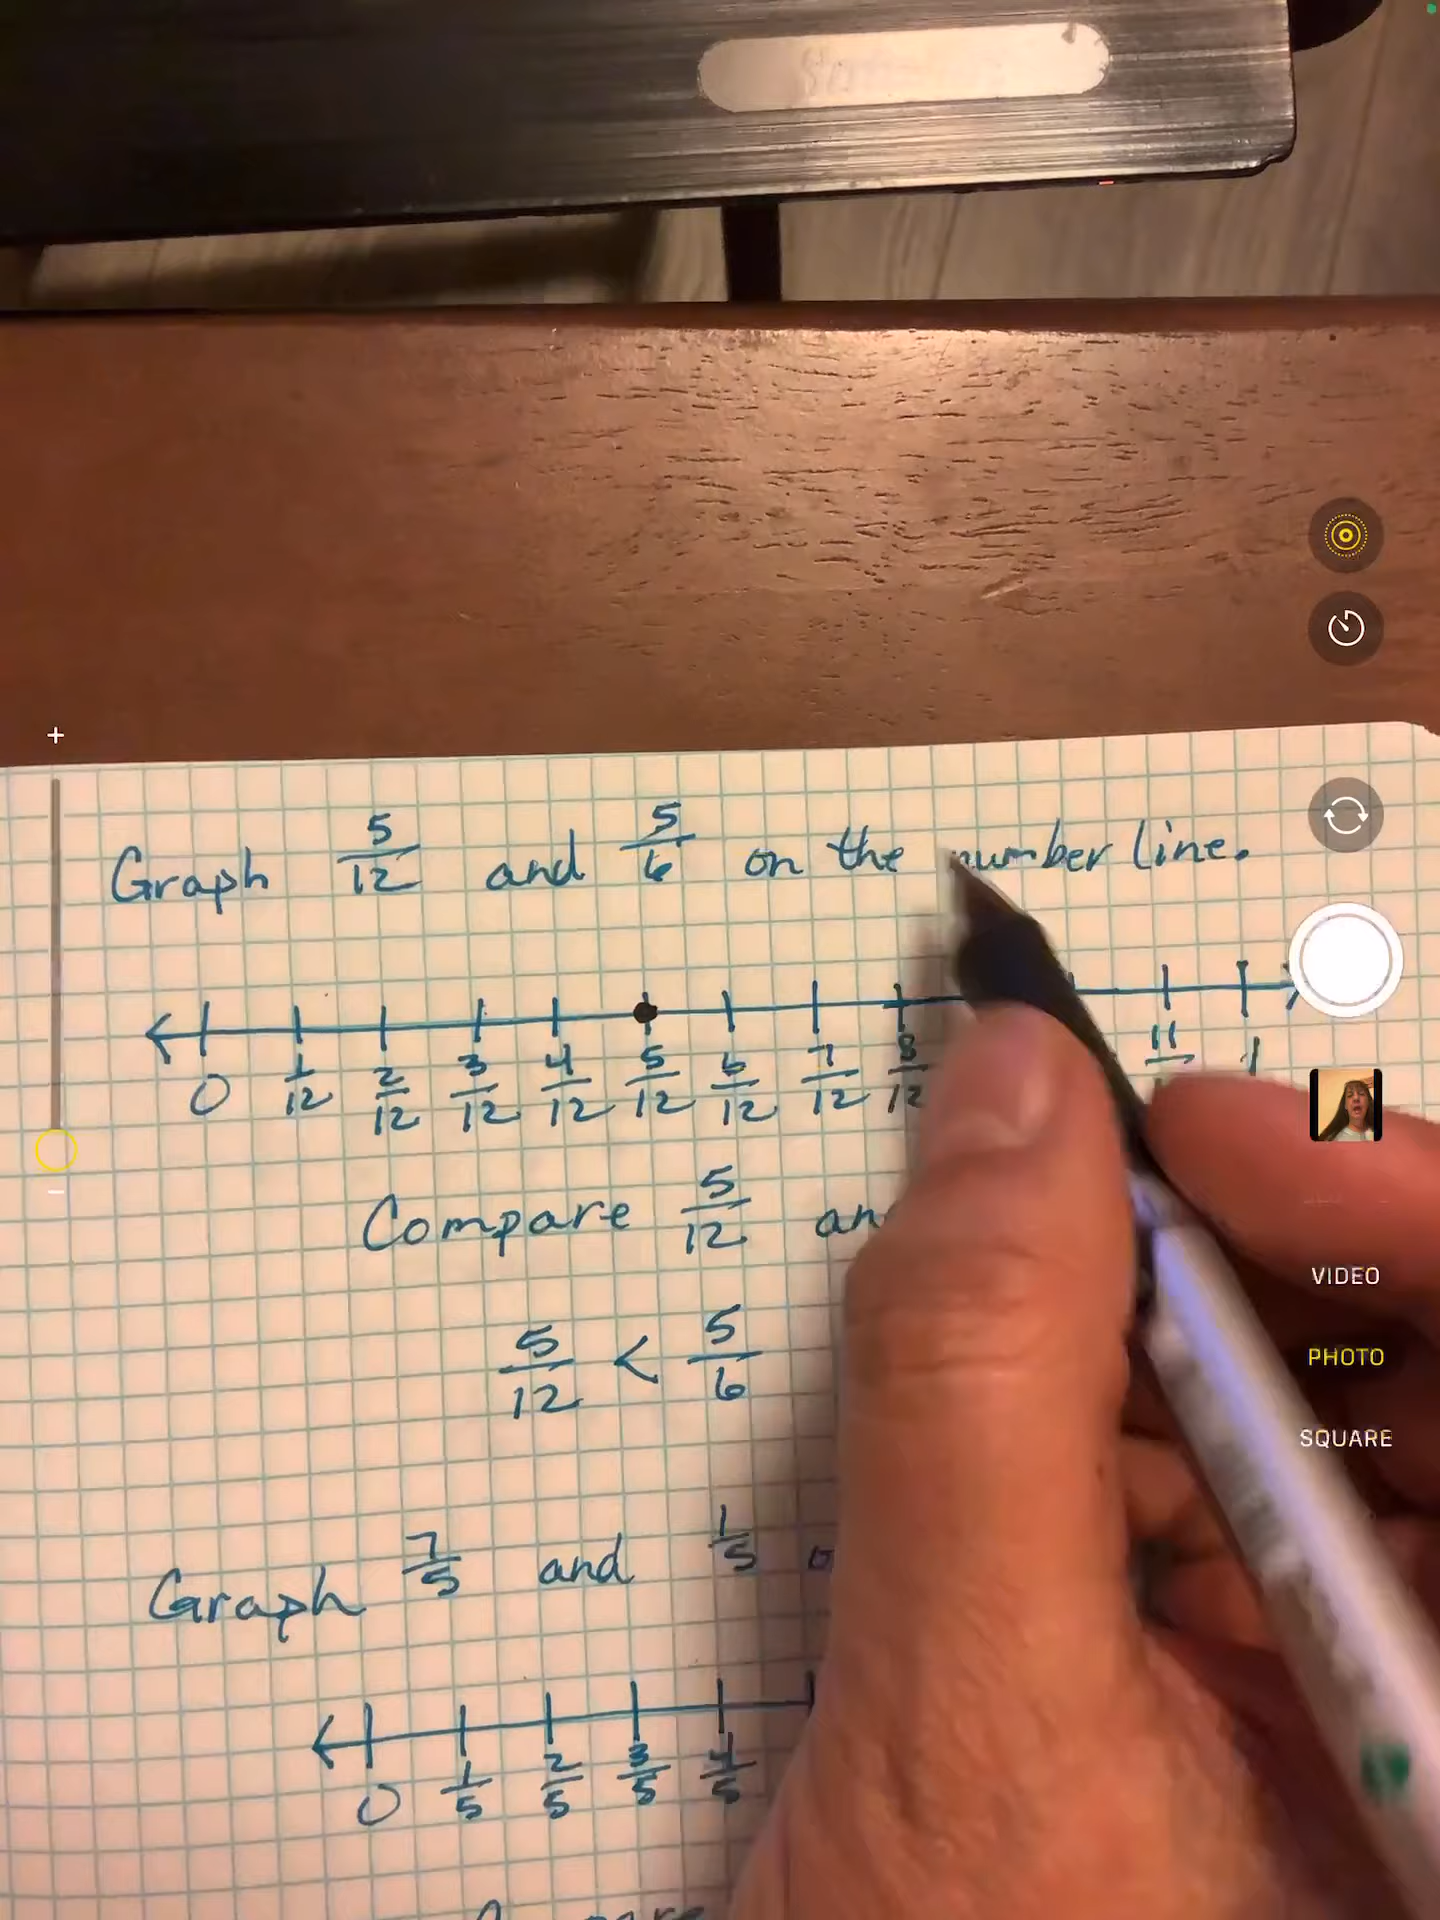 Graph 5/12 and 5/6 on the number line.
0 1/12 2/12 3/12 4/12 5/12 6/12 7/12 8/12 11 1
Compare 5/12
5/12 < 5/6
Graph 7/5 and 1/5
0 1/5 2/5 3/5 4/5
VIDEO
PHOTO
SQUARE